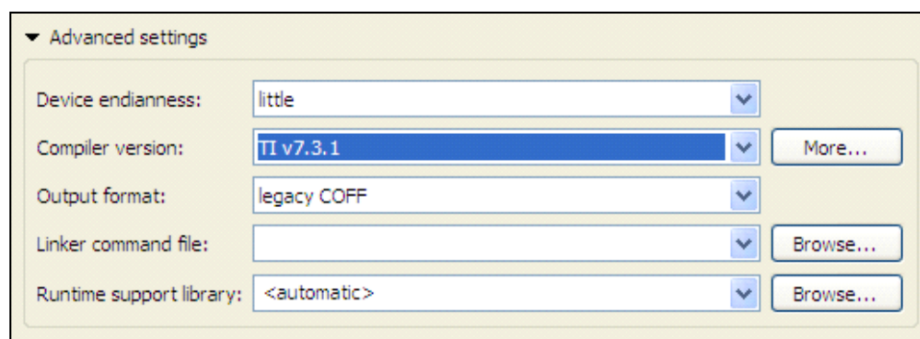 Advanced settings
Device endianness: little
Compiler version: TI v7.3.1 More...
Output format: legacy COFF
Linker command file: Browse...
Runtime support library: <automatic> Browse...